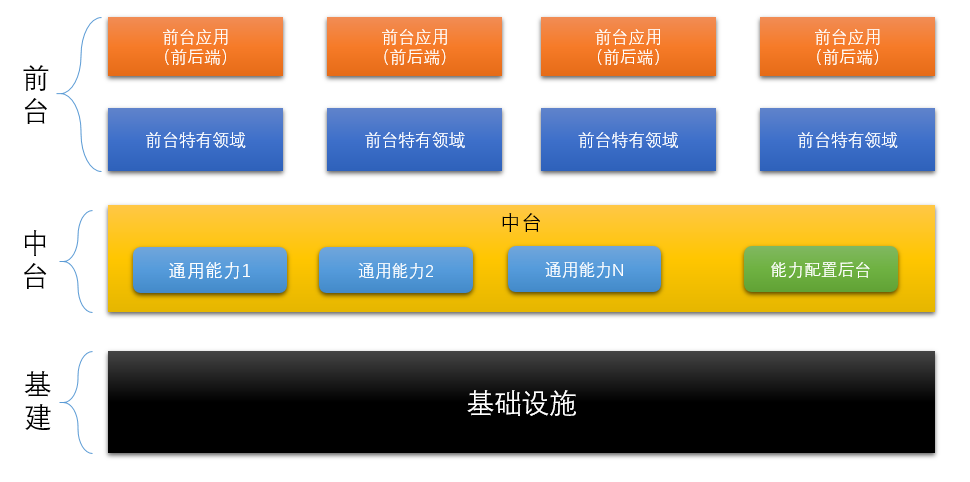 前台
前台应用
(前后端)
前台应用
(前后端)
前台应用
(前后端)
前台应用
(前后端)
前台特有领域
前台特有领域
前台特有领域
前台特有领域
中台
中台
通用能力1
通用能力2
通用能力N
能力配置后台
基建
基础设施